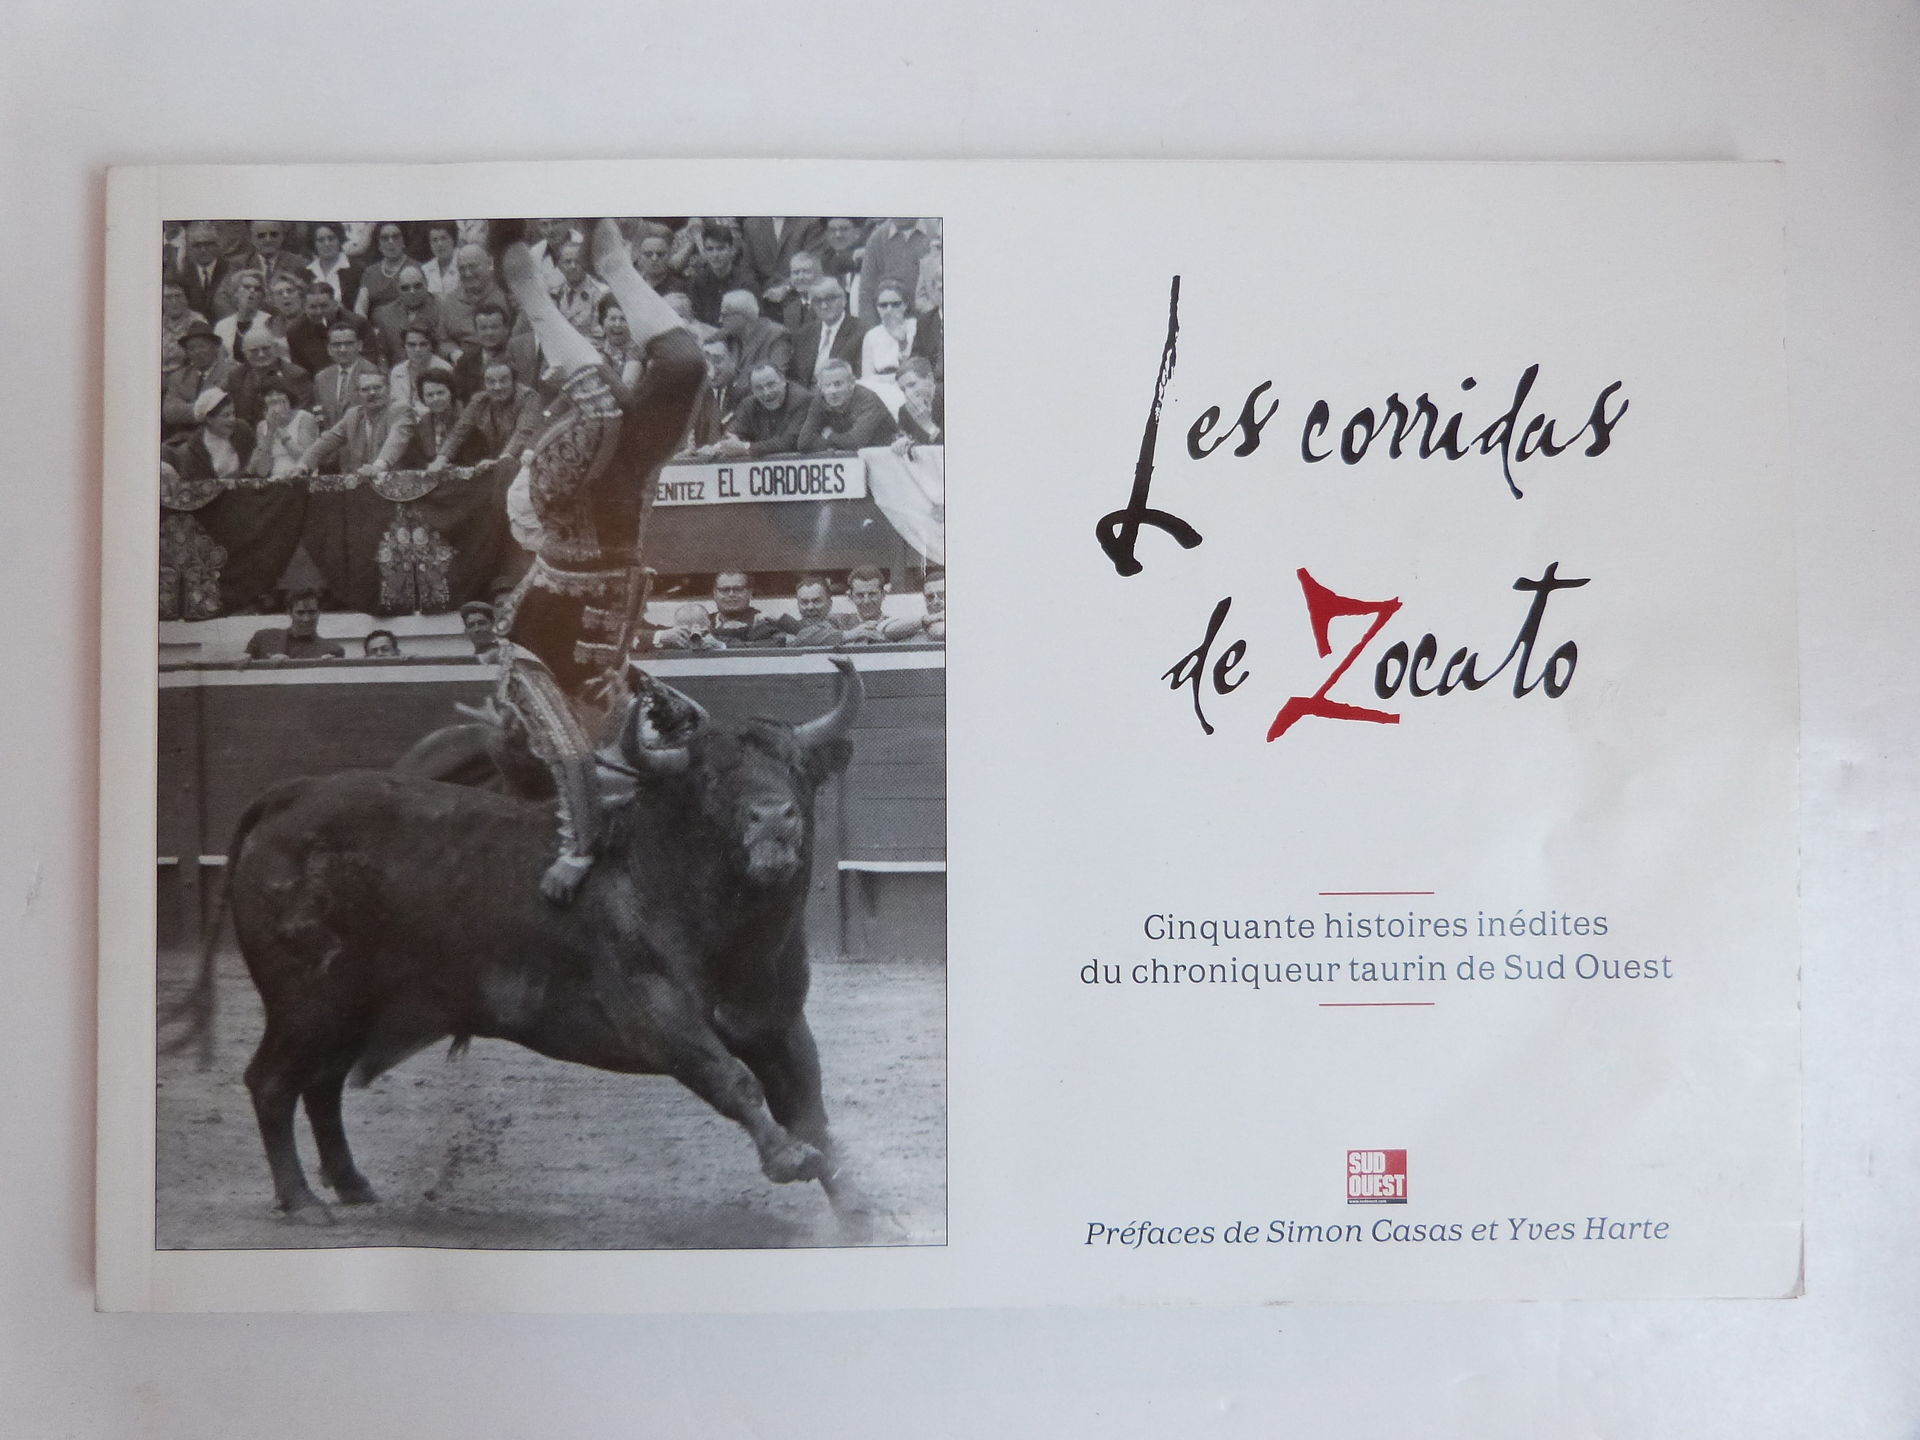 Les corridas
de Zocato
Cinquante histoires inédites
du chroniqueur taurin de Sud Ouest
SUD
OUEST
Préfaces de Simon Casas et Yves Harte
ENITEZ EL CORDOBES